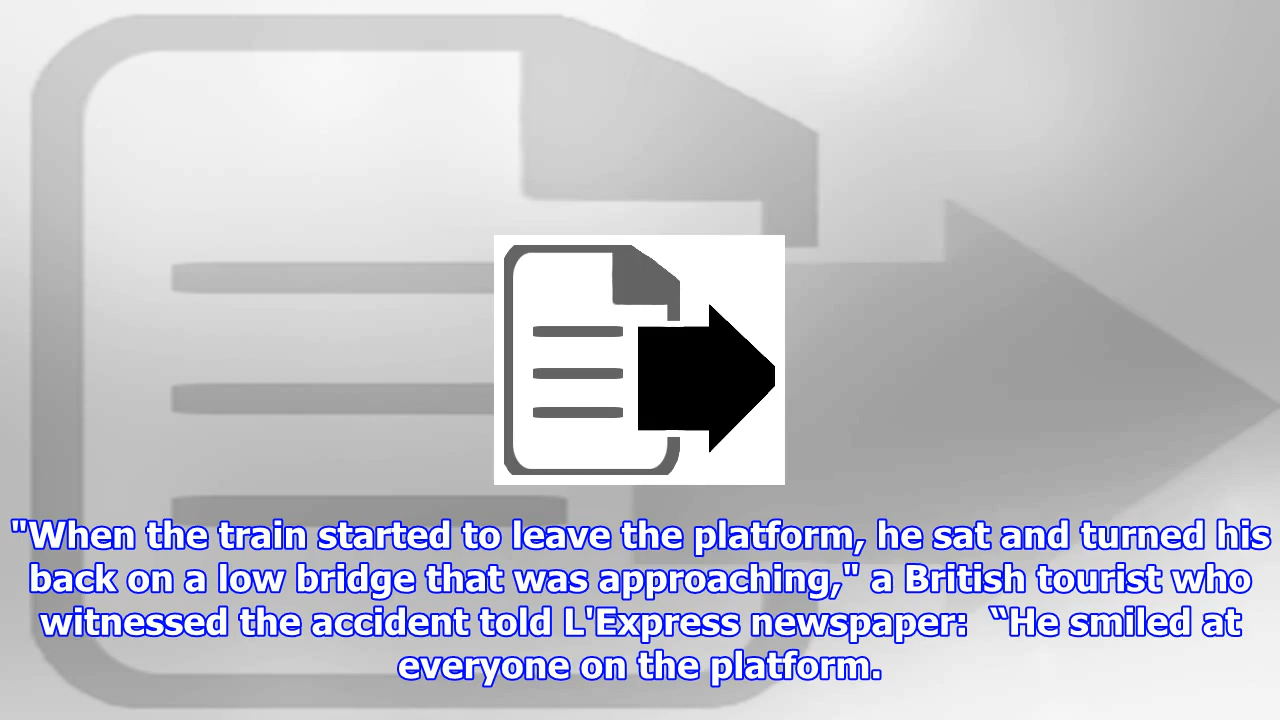 "When the train started to leave the platform, he sat and turned his
back on a low bridge that was approaching," a British tourist who
witnessed the accident told L'Express newspaper:  “He smiled at
everyone on the platform.